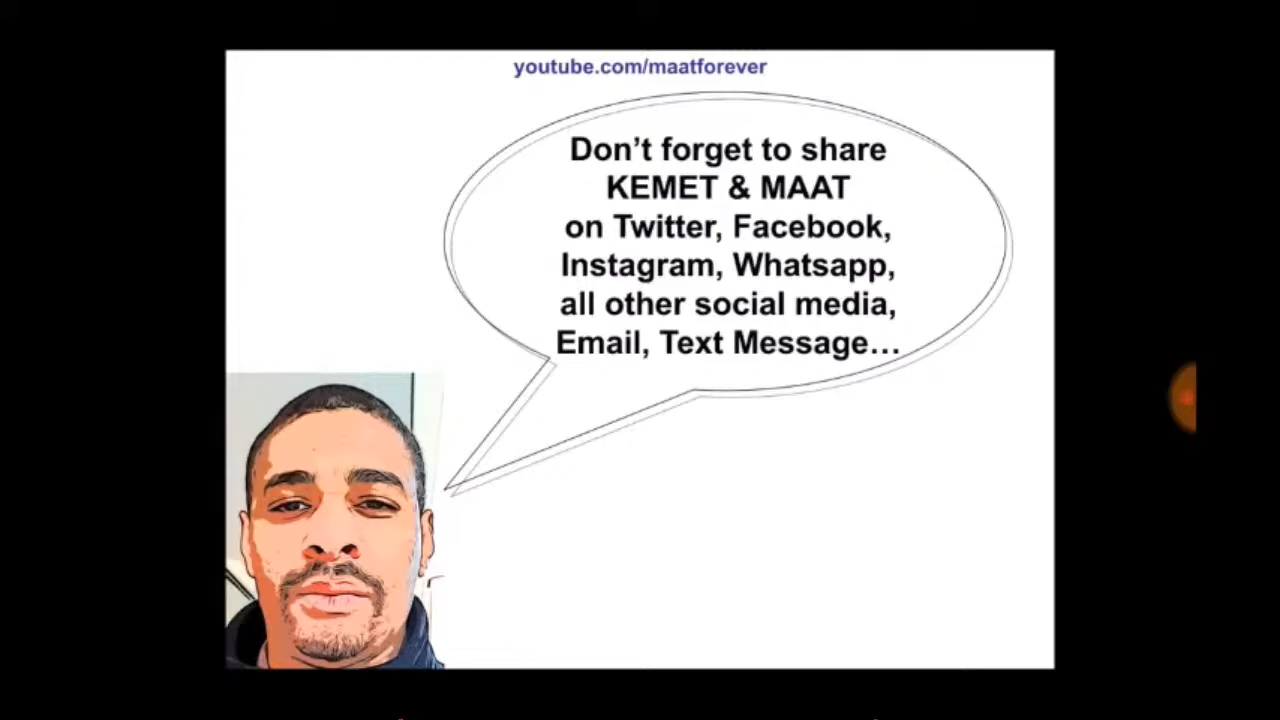 youtube.com/maatforever
Don’t forget to share
KEMET & MAAT
on Twitter, Facebook,
Instagram, Whatsapp,
all other social media,
Email, Text Message…